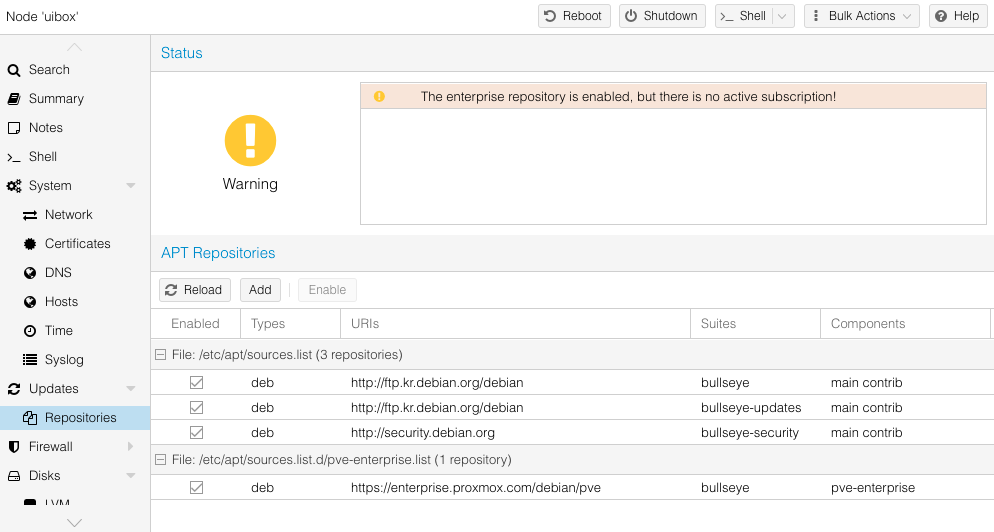 Node 'uibox'
Reboot
Shutdown
Shell
Bulk Actions
Help
Search
Summary
Notes
Shell
System
Network
Certificates
DNS
Hosts
Time
Syslog
Updates
Repositories
Firewall
Disks
LVM
Status
Warning
The enterprise repository is enabled, but there is no active subscription!
APT Repositories
Reload Add Enable
Enabled Types URIs Suites Components
File: /etc/apt/sources.list (3 repositories)
deb http://ftp.kr.debian.org/debian bullseye main contrib
deb http://ftp.kr.debian.org/debian bullseye-updates main contrib
deb http://security.debian.org bullseye-security main contrib
File: /etc/apt/sources.list.d/pve-enterprise.list (1 repository)
deb https://enterprise.proxmox.com/debian/pve bullseye pve-enterprise